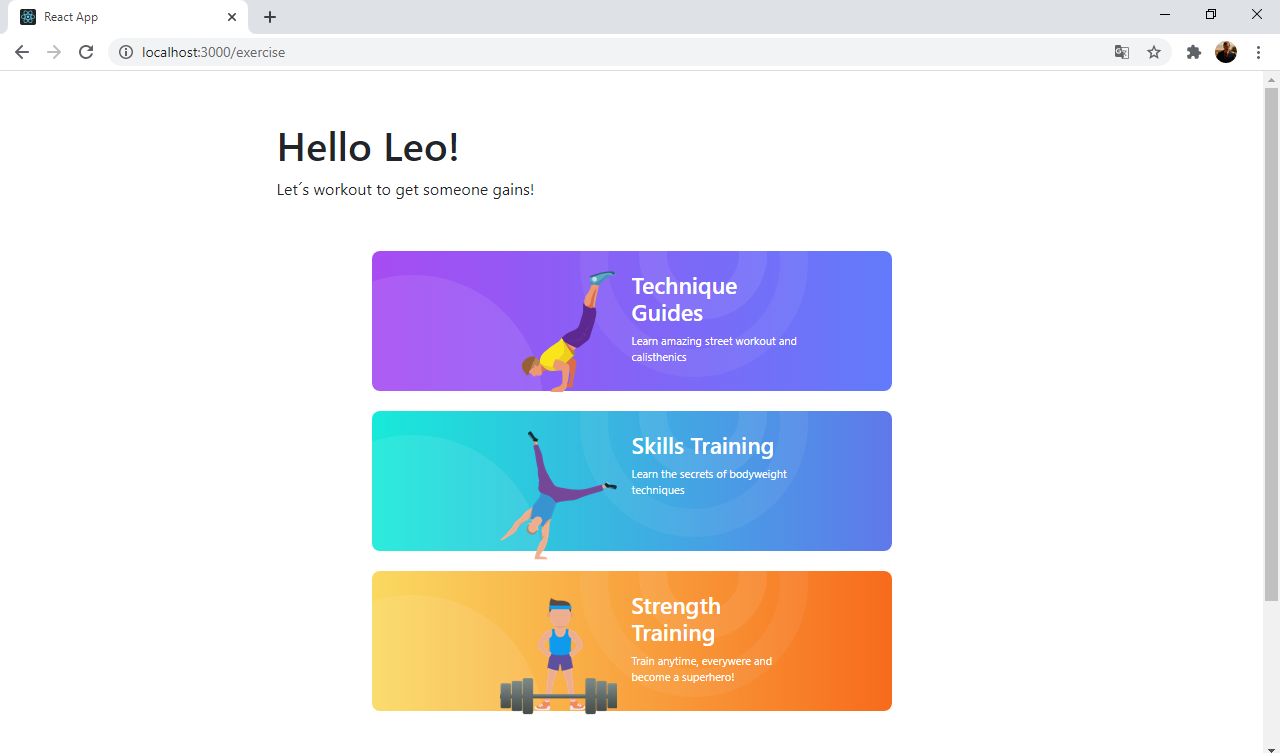 React App
localhost:3000/exercise
Hello Leo!
Let´s workout to get someone gains!
Technique
Guides
Learn amazing street workout and
calisthenics
Skills Training
Learn the secrets of bodyweight
techniques
Strength
Training
Train anytime, everywere and
become a superhero!